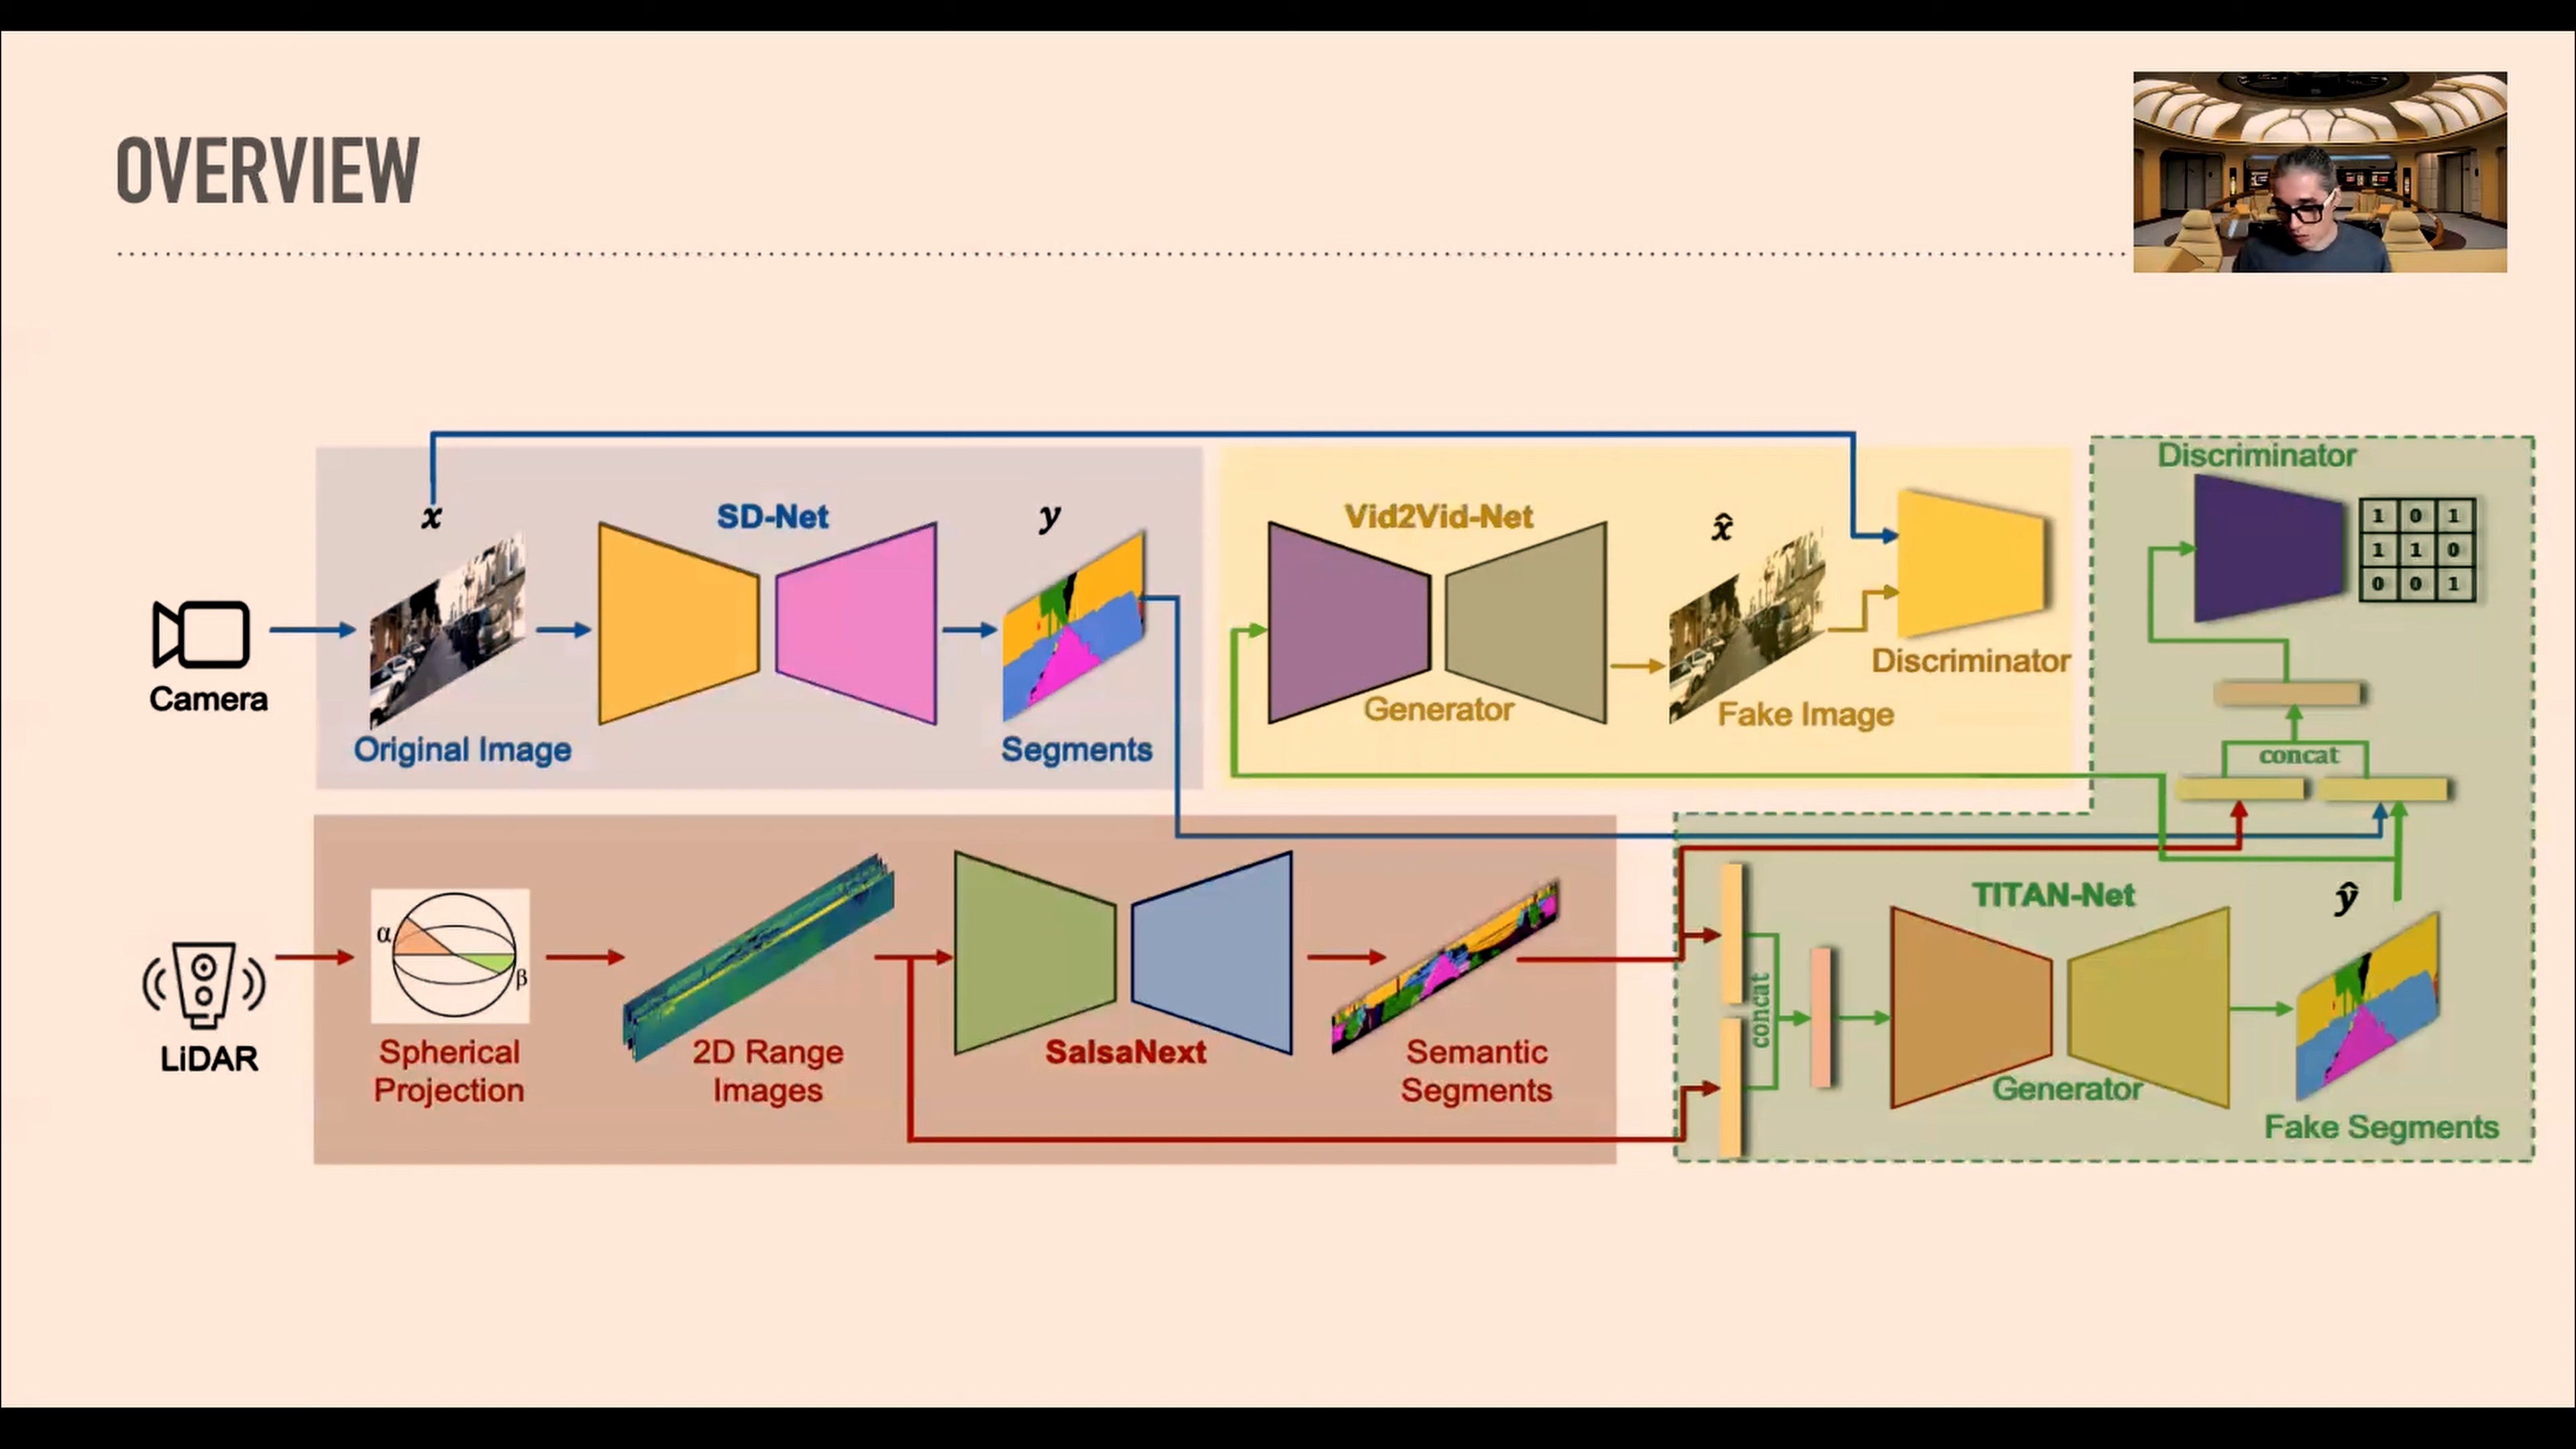 OVERVIEW
x
SD-Net
y
Original Image
Segments
Camera
Vid2Vid-Net
x̂
Generator
Fake Image
Discriminator
Discriminator
1 0 1
1 1 0
0 0 1
concat
LiDAR
α
β
Spherical
Projection
2D Range
Images
SalsaNext
Semantic
Segments
concat
TITAN-Net
ŷ
Generator
Fake Segments